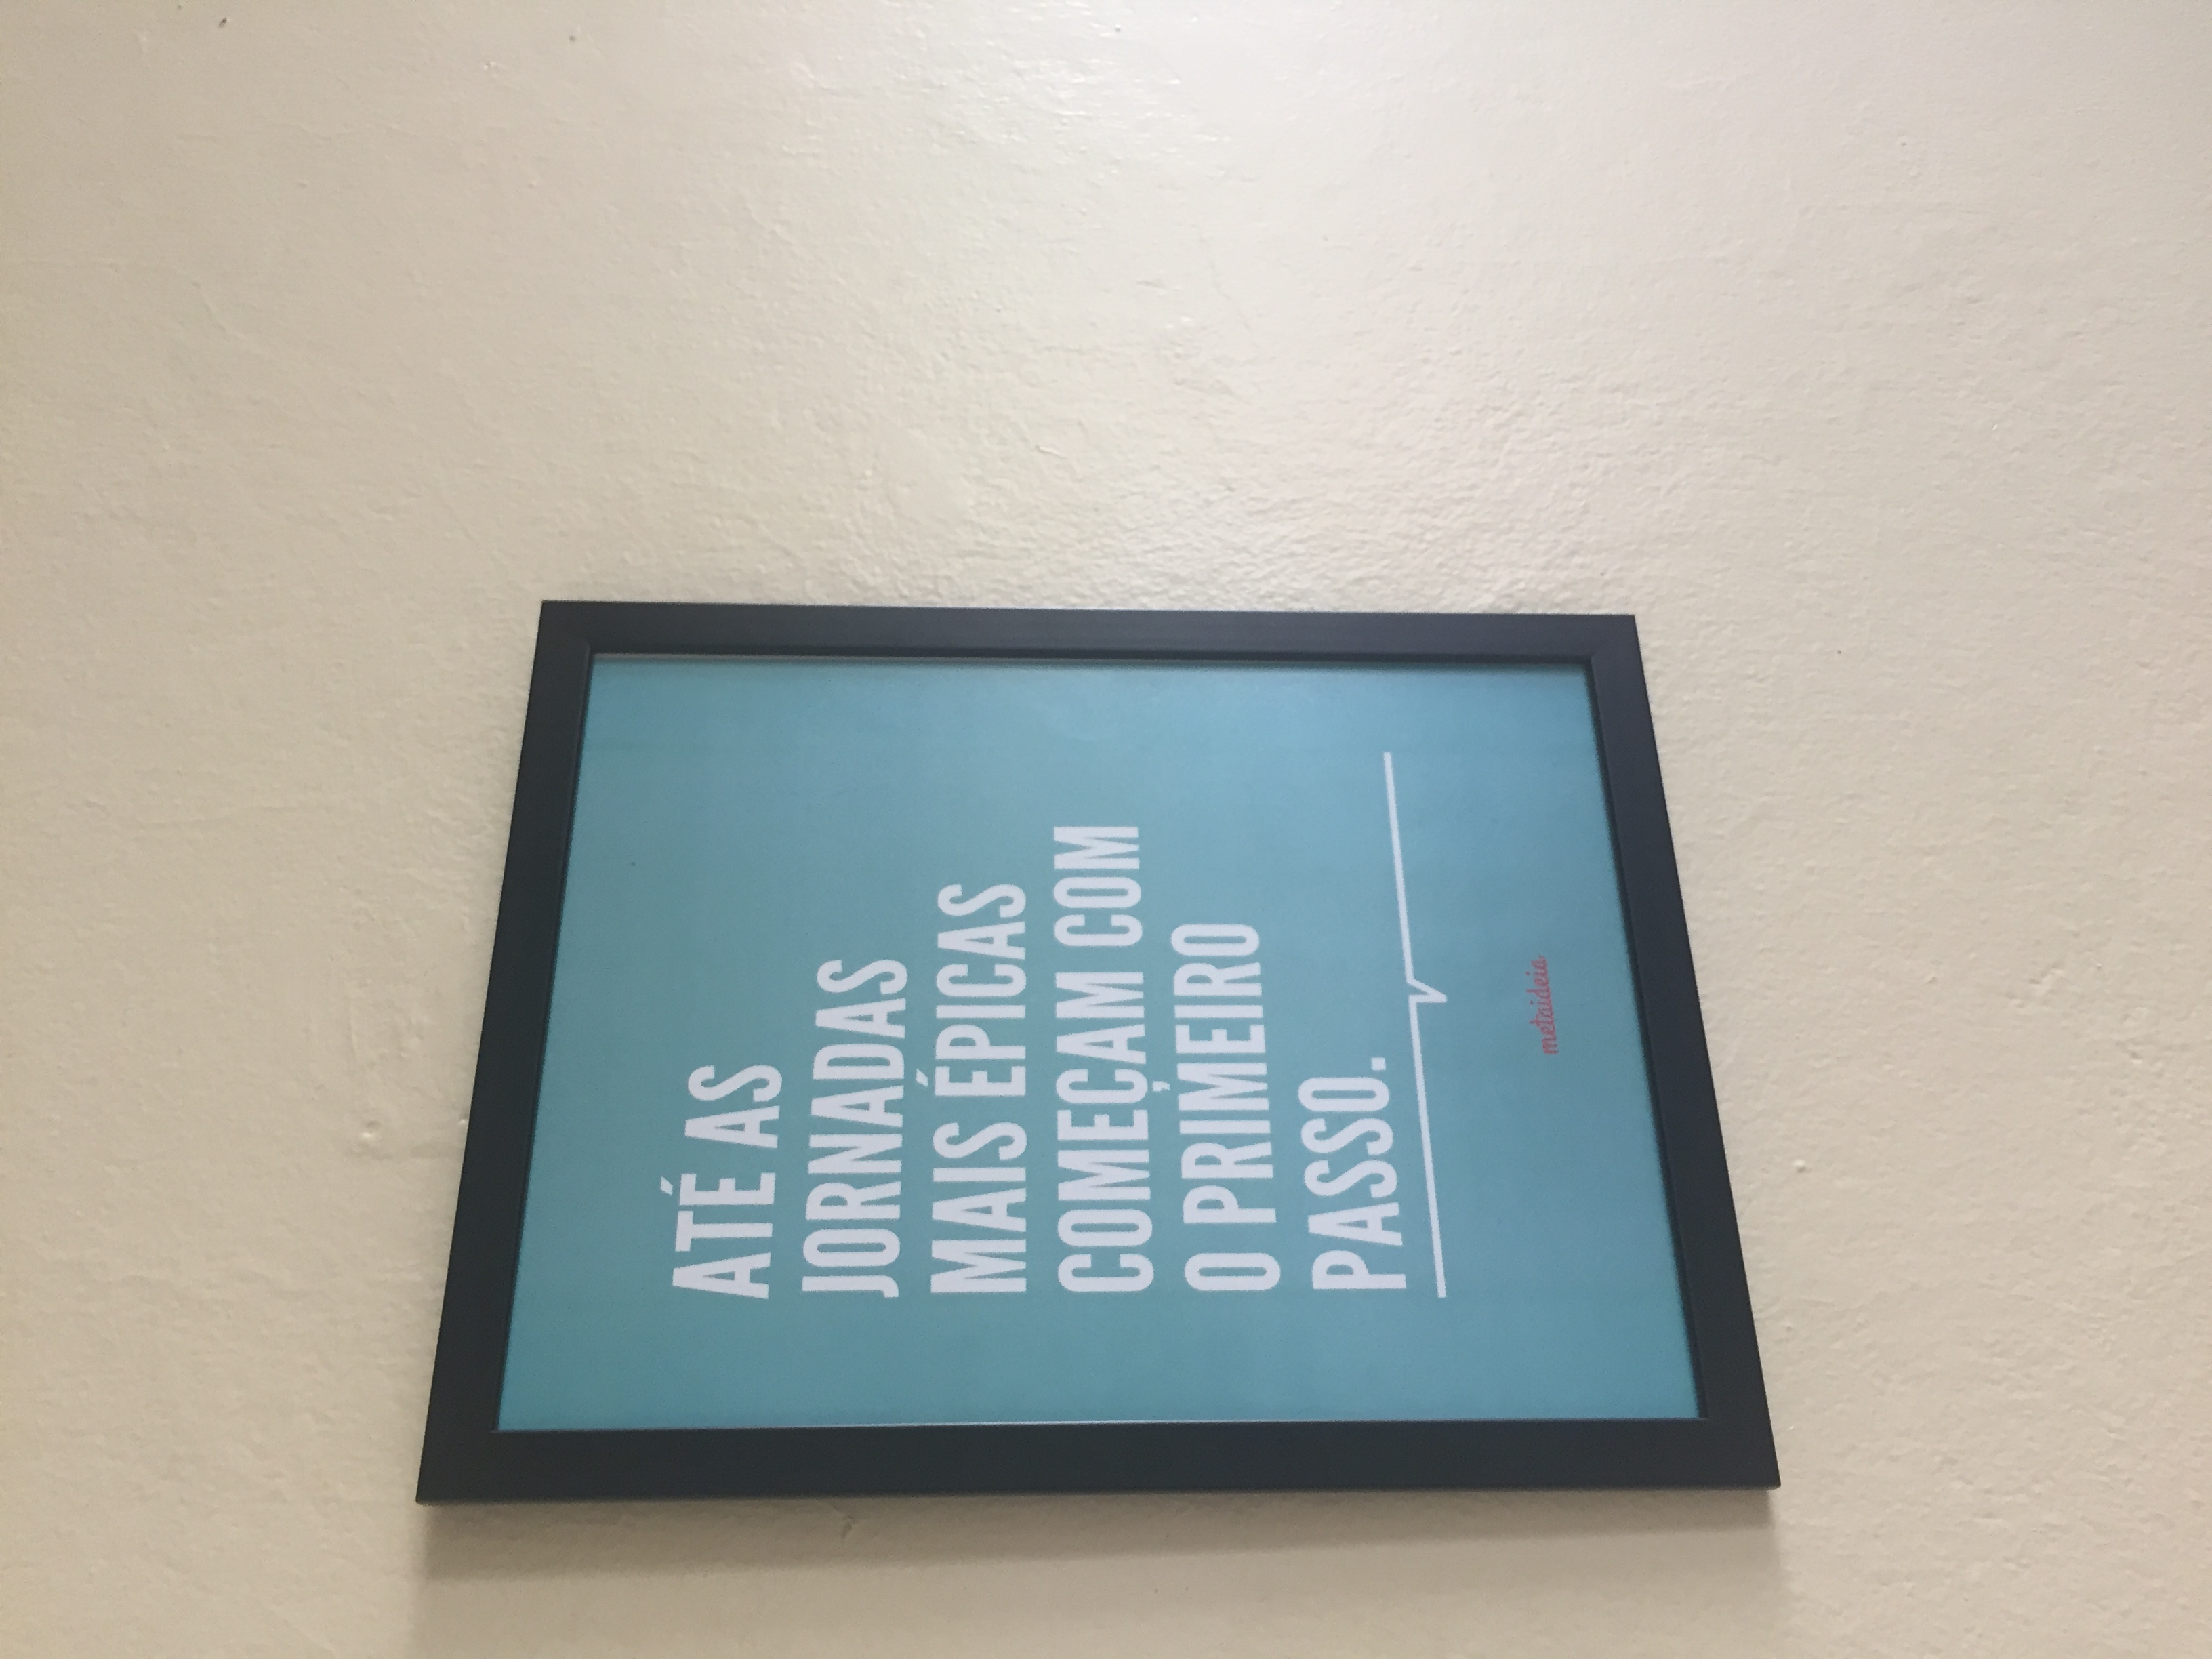 ATÉ AS
JORNADAS
MAIS ÉPICAS
COMEÇAM COM
O PRIMEIRO
PASSO.
metaideia